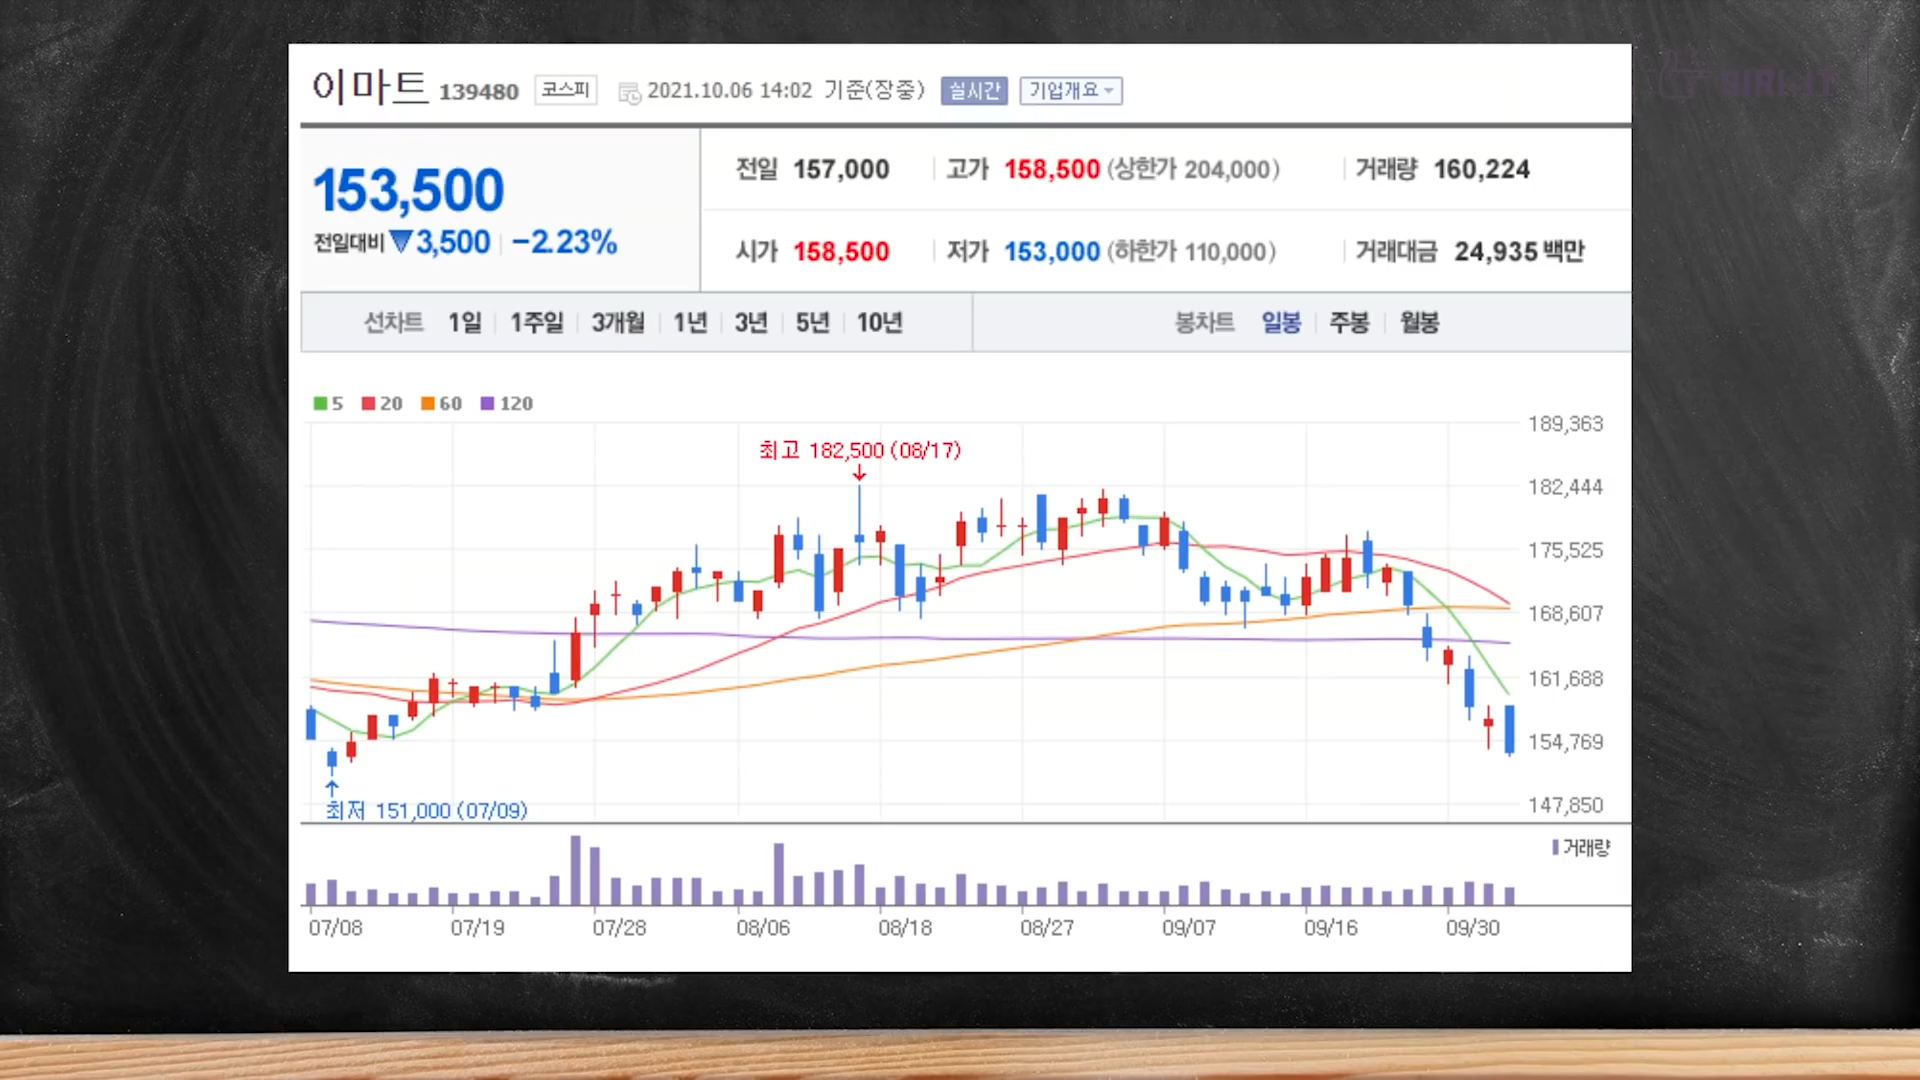 이마트 139480 코스피 2021.10.06 14:02 기준(장중) 실시간 기업개요
153,500
전일대비 ▼3,500 -2.23%
전일 157,000 고가 158,500 (상한가 204,000) 거래량 160,224
시가 158,500 저가 153,000 (하한가 110,000) 거래대금 24,935 백만
선차트 1일 1주일 3개월 1년 3년 5년 10년 봉차트 일봉 주봉 월봉
5 20 60 120
189,363
최고 182,500 (08/17)
182,444
175,525
168,607
161,688
154,769
147,850
최저 151,000 (07/09)
거래량
07/08 07/19 07/28 08/06 08/18 08/27 09/07 09/16 09/30